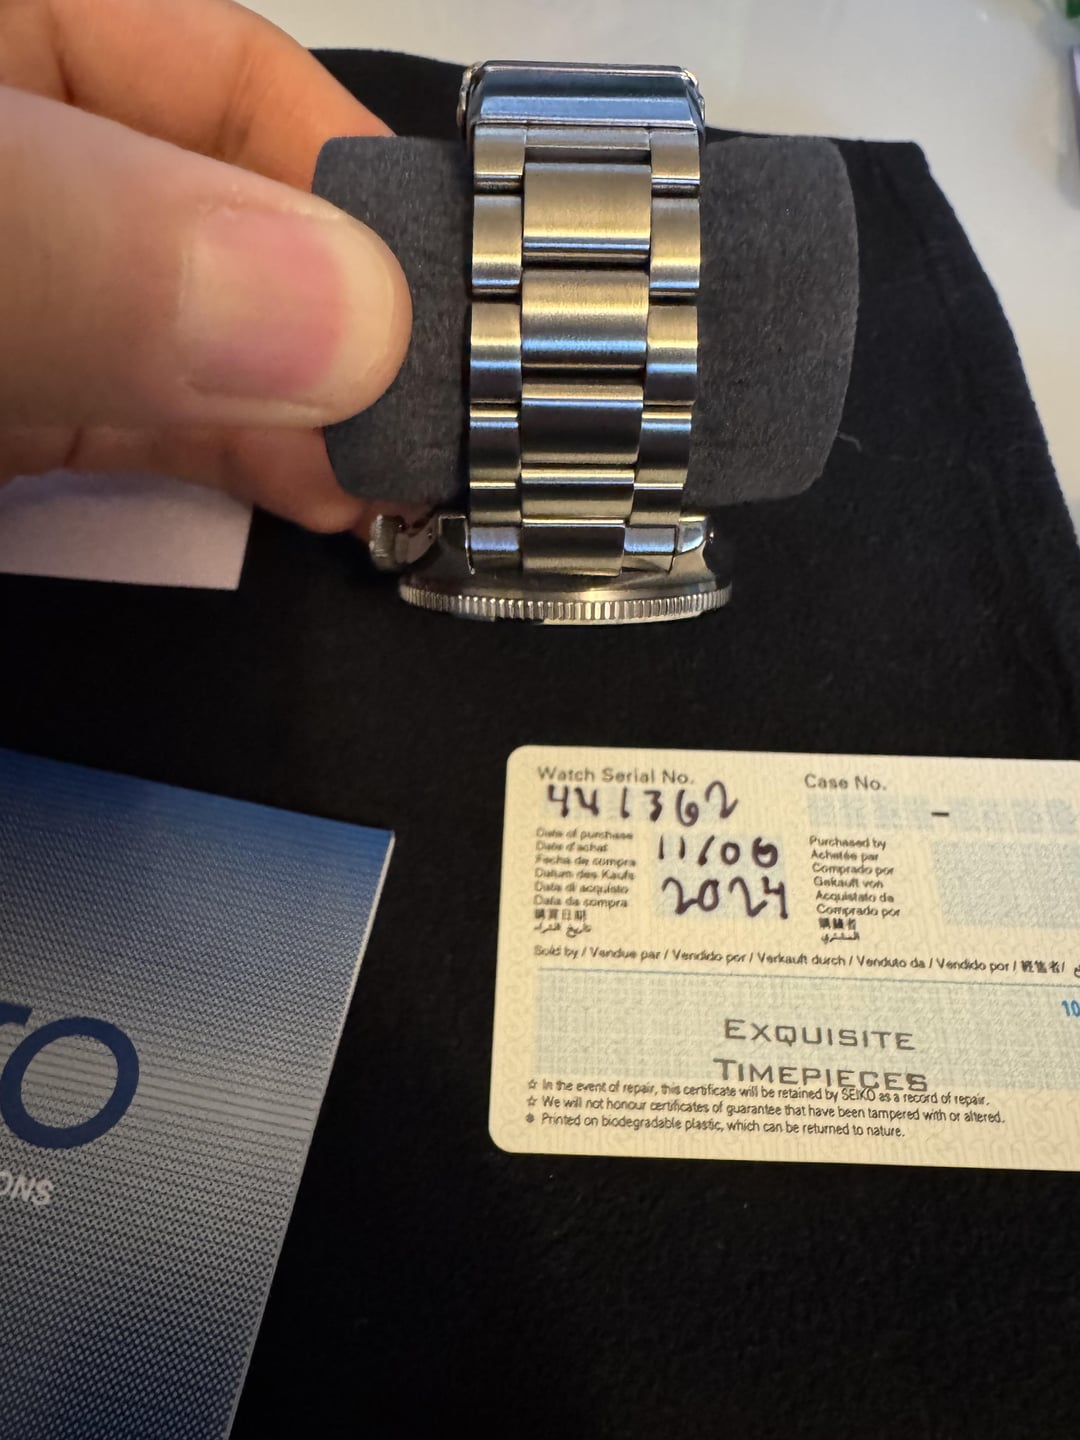 Watch Serial No.
441362
Case No.
–
Date of purchase
Date d'achat
Fecha de compra
Datum des Kaufs
Data di acquisto
Data da compra
購買日期
تاريخ الشراء
11/06
2024
Purchased by
Achetée par
Comprado por
Gekauft von
Acquistato da
Comprado por
購買者
المشتري
Sold by / Vendue par / Vendido por / Verkauft durch / Venduto da / Vendido por / 經售者/
10
EXQUISITE
TIMEPIECES
☆ In the event of repair, this certificate will be retained by SEIKO as a record of repair.
☆ We will not honour certificates of guarantee that have been tampered with or altered.
※ Printed on biodegradable plastic, which can be returned to nature.
KO
ONS